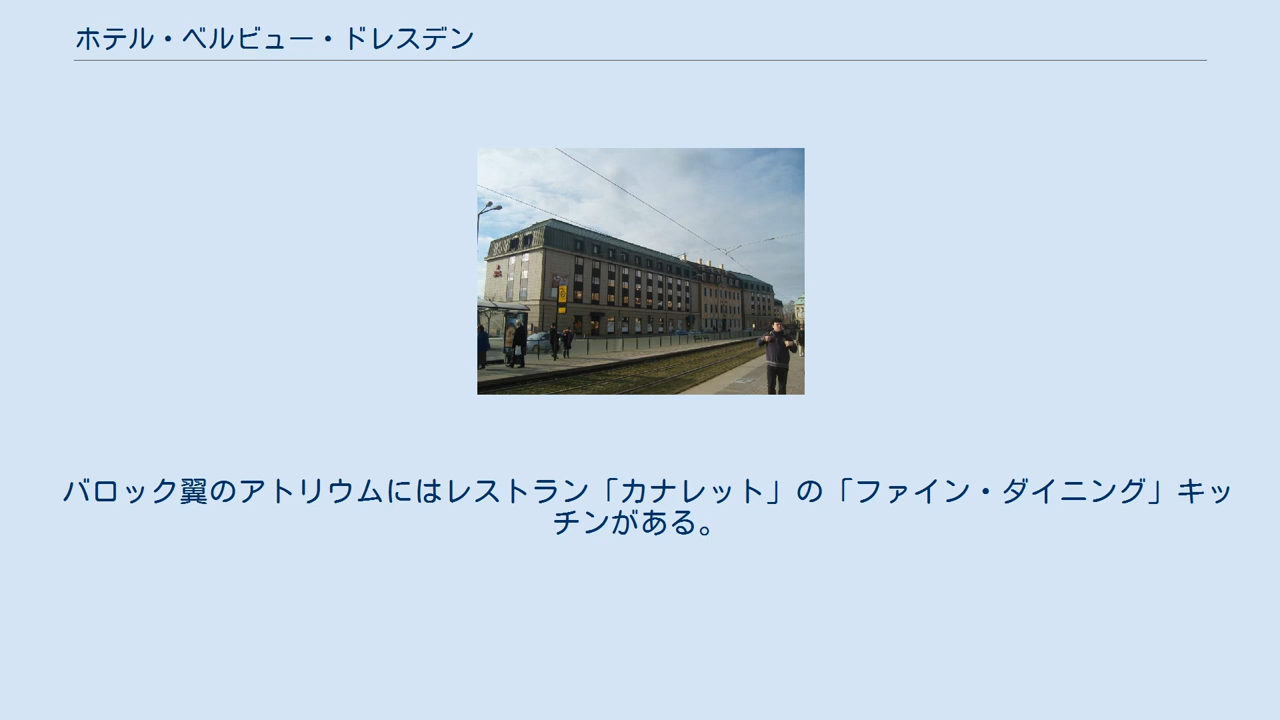 ホテル・ベルビュー・ドレスデン
バロック翼のアトリウムにはレストラン「カナレット」の「ファイン・ダイニング」キッ
チンがある。